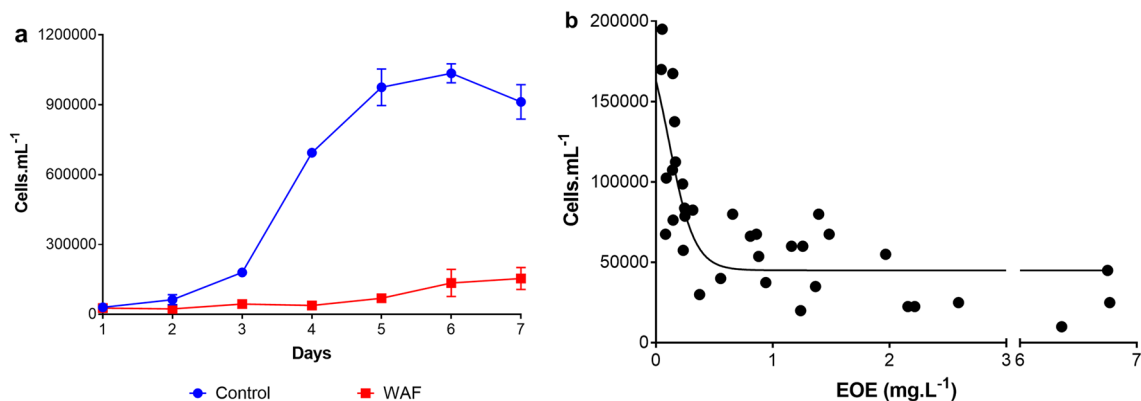 a
1200000
900000
600000
300000
0
Cells.mL⁻¹
1 2 3 4 5 6 7
Days
Control WAF
b
200000
150000
100000
50000
0
Cells.mL⁻¹
0 1 2 3 6 7
EOE (mg.L⁻¹)